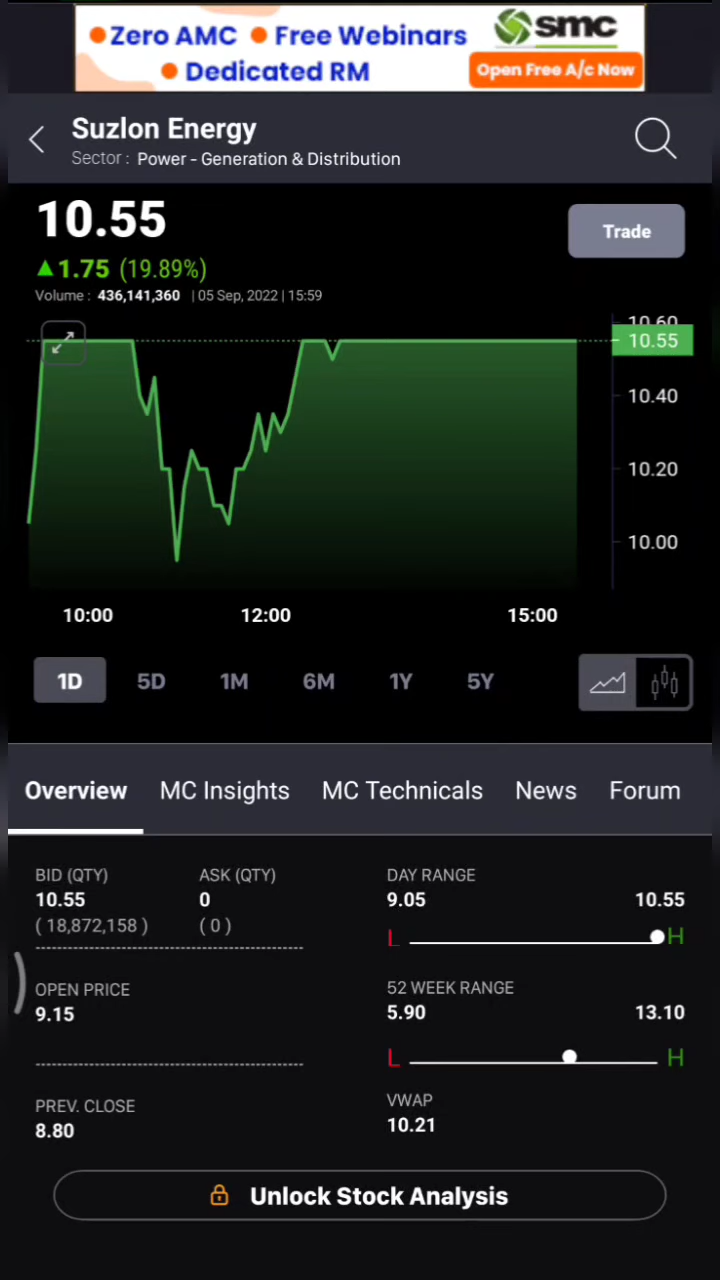 Zero AMC Free Webinars
Dedicated RM
smc
Open Free A/c Now
Suzlon Energy
Sector : Power - Generation & Distribution
10.55
Trade
1.75 (19.89%)
Volume : 436,141,360 | 05 Sep, 2022 | 15:59
10.60
10.55
10.40
10.20
10.00
10:00 12:00 15:00
1D 5D 1M 6M 1Y 5Y
Overview MC Insights MC Technicals News Forum
BID (QTY) ASK (QTY)
10.55 0
( 18,872,158 ) ( 0 )
DAY RANGE
9.05 10.55
L H
OPEN PRICE
9.15
52 WEEK RANGE
5.90 13.10
L H
PREV. CLOSE
8.80
VWAP
10.21
Unlock Stock Analysis